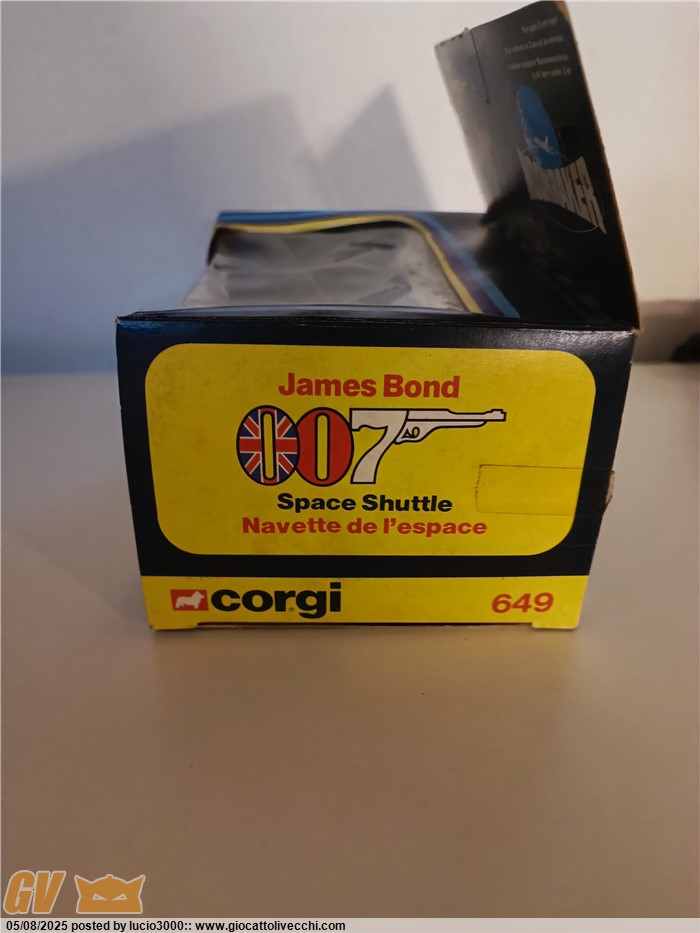 James Bond
007
Space Shuttle
Navette de l'espace
corgi
649
GV
05/08/2025 posted by lucio3000:: www.giocattolivecchi.com